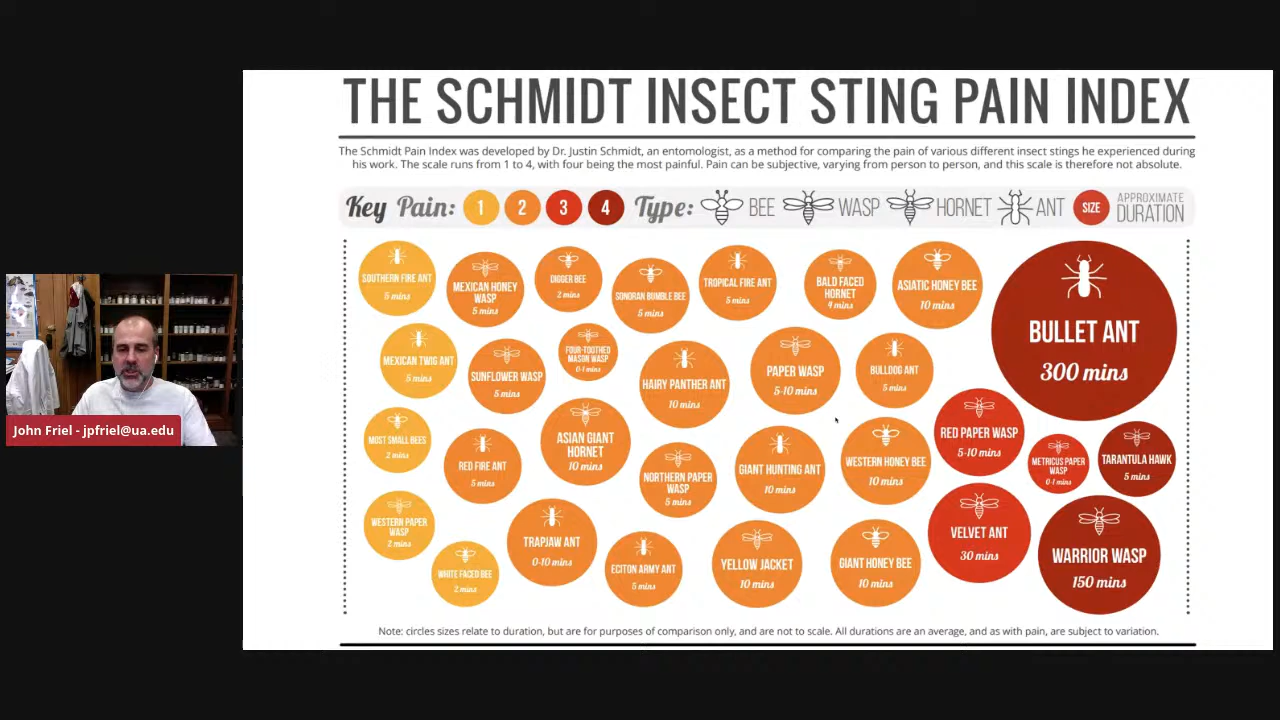 THE SCHMIDT INSECT STING PAIN INDEX
The Schmidt Pain Index was developed by Dr. Justin Schmidt, an entomologist, as a method for comparing the pain of various different insect stings he experienced during
his work. The scale runs from 1 to 4, with four being the most painful. Pain can be subjective, varying from person to person, and this scale is therefore not absolute.
Key Pain: 1 2 3 4 Type: BEE WASP HORNET ANT SIZE APPROXIMATE DURATION
SOUTHERN FIRE ANT
5 mins
MEXICAN HONEY
WASP
5 mins
DIGGER BEE
2 mins
SONORAN BUMBLE BEE
5 mins
TROPICAL FIRE ANT
5 mins
BALD FACED
HORNET
4 mins
ASIATIC HONEY BEE
10 mins
BULLET ANT
300 mins
MEXICAN TWIG ANT
5 mins
SUNFLOWER WASP
5 mins
FOUR-TOOTHED
MASON WASP
0-1 mins
HAIRY PANTHER ANT
10 mins
PAPER WASP
5-10 mins
BULLDOG ANT
5 mins
MOST SMALL BEES
2 mins
RED FIRE ANT
5 mins
ASIAN GIANT
HORNET
10 mins
NORTHERN PAPER
WASP
5 mins
GIANT HUNTING ANT
10 mins
WESTERN HONEY BEE
10 mins
RED PAPER WASP
5-10 mins
METRICUS PAPER
WASP
0-1 mins
TARANTULA HAWK
5 mins
WESTERN PAPER
WASP
2 mins
WHITE FACED BEE
2 mins
TRAPJAW ANT
0-10 mins
ECITON ARMY ANT
5 mins
YELLOW JACKET
10 mins
GIANT HONEY BEE
10 mins
VELVET ANT
30 mins
WARRIOR WASP
150 mins
Note: circles sizes relate to duration, but are for purposes of comparison only, and are not to scale. All durations are an average, and as with pain, are subject to variation.
John Friel - jpfriel@ua.edu